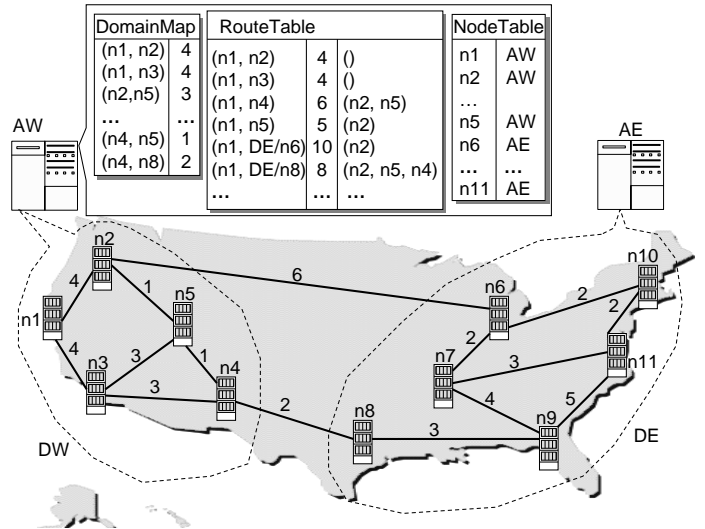 DomainMap
(n1, n2) 4
(n1, n3) 4
(n2,n5) 3
... ...
(n4, n5) 1
(n4, n8) 2
RouteTable
(n1, n2) 4 ()
(n1, n3) 4 ()
(n1, n4) 6 (n2, n5)
(n1, n5) 5 (n2)
(n1, DE/n6) 10 (n2)
(n1, DE/n8) 8 (n2, n5, n4)
... ... ...
NodeTable
n1 AW
n2 AW
...
n5 AW
n6 AE
... ...
n11 AE
AW
AE
n2
n10
6
n6
4
1
2
n5
n1
2
2
n7
3
n11
4
3
1
n4
n3
3
4
5
2
n8
n9
3
DW
DE